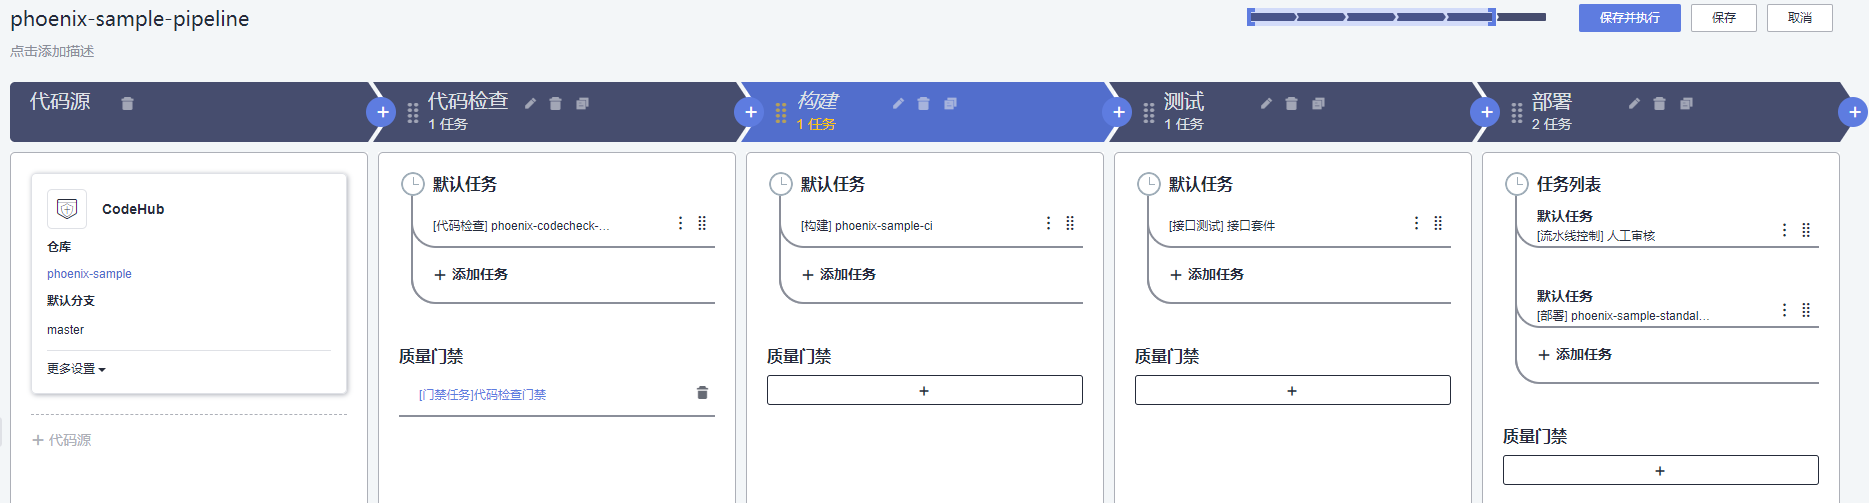 phoenix-sample-pipeline
保存并执行
保存
取消
点击添加描述
代码源
代码检查
1 任务
构建
1 任务
测试
1 任务
部署
2 任务
CodeHub
仓库
phoenix-sample
默认分支
master
更多设置
+ 代码源
默认任务
[代码检查] phoenix-codecheck-...
+ 添加任务
质量门禁
[门禁任务]代码检查门禁
默认任务
[构建] phoenix-sample-ci
+ 添加任务
质量门禁
+
默认任务
[接口测试] 接口套件
+ 添加任务
质量门禁
+
任务列表
默认任务
[流水线控制] 人工审核
默认任务
[部署] phoenix-sample-standal...
+ 添加任务
质量门禁
+